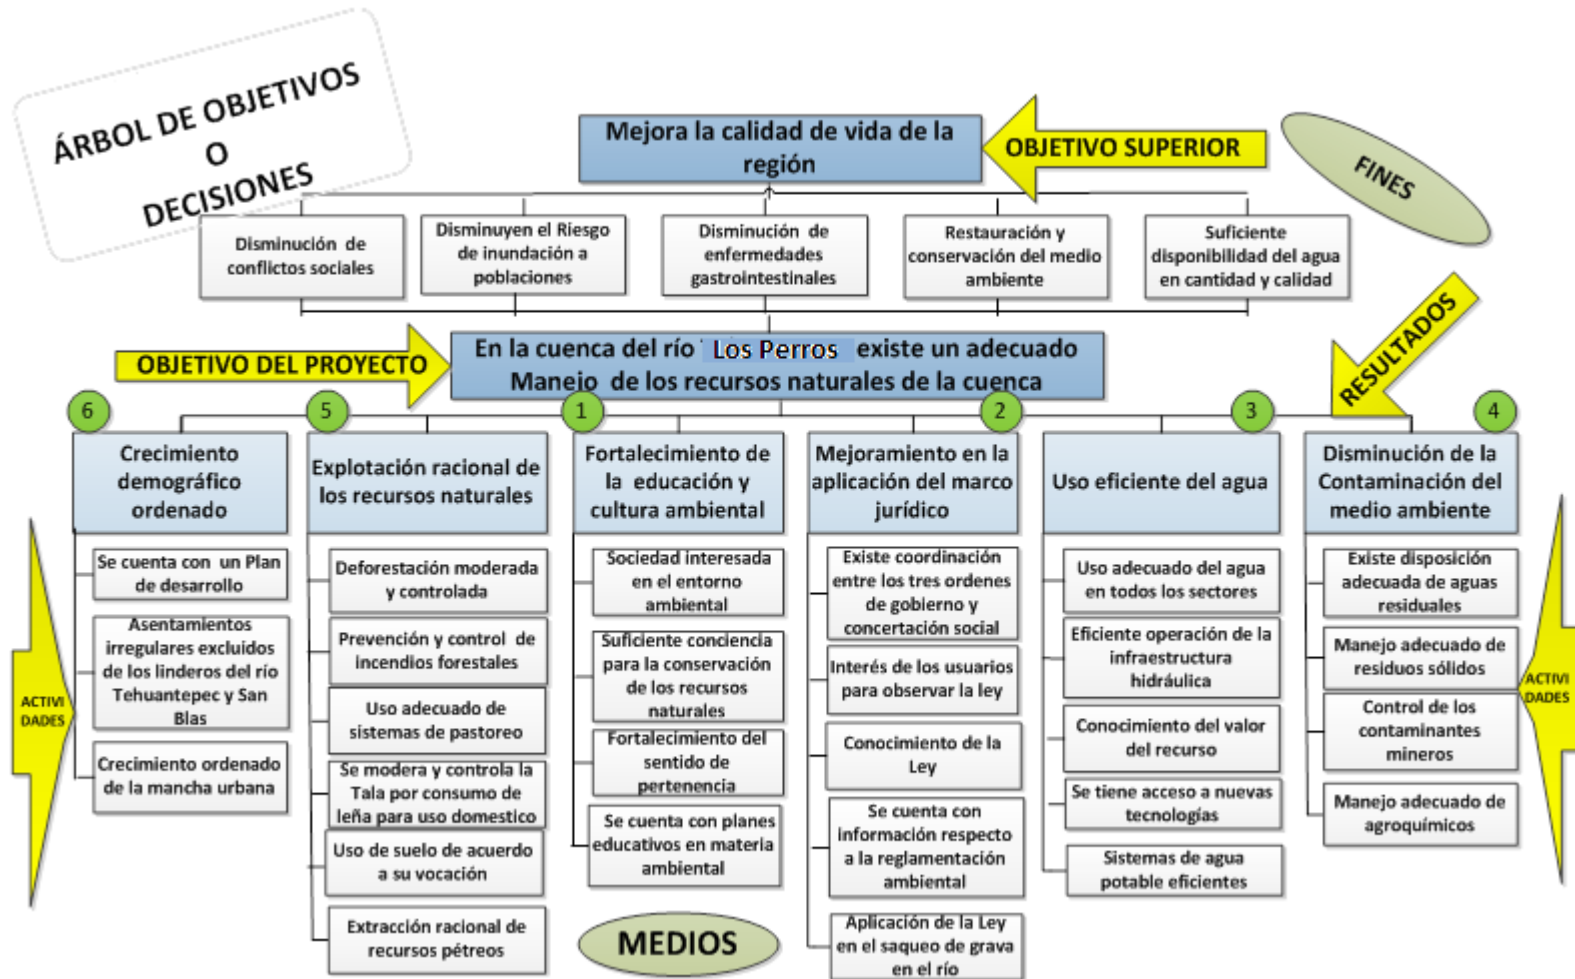 ÁRBOL DE OBJETIVOS
O
DECISIONES
Mejora la calidad de vida de la
región
OBJETIVO SUPERIOR
FINES
Disminución de
conflictos sociales
Disminuyen el Riesgo
de inundación a
poblaciones
Disminución de
enfermedades
gastrointestinales
Restauración y
conservación del medio
ambiente
Suficiente
disponibilidad del agua
en cantidad y calidad
OBJETIVO DEL PROYECTO
En la cuenca del río Los Perros existe un adecuado
Manejo de los recursos naturales de la cuenca
RESULTADOS
6
Crecimiento
demográfico
ordenado
5
Explotación racional de
los recursos naturales
1
Fortalecimiento de
la educación y
cultura ambiental
2
Mejoramiento en la
aplicación del marco
jurídico
3
Uso eficiente del agua
4
Disminución de la
Contaminación del
medio ambiente
ACTIVI
DADES
Se cuenta con un Plan
de desarrollo
Asentamientos
irregulares excluidos
de los linderos del río
Tehuantepec y San
Blas
Crecimiento ordenado
de la mancha urbana
Deforestación moderada
y controlada
Prevención y control de
incendios forestales
Uso adecuado de
sistemas de pastoreo
Se modera y controla la
Tala por consumo de
leña para uso domestico
Uso de suelo de acuerdo
a su vocación
Extracción racional de
recursos pétreos
Sociedad interesada
en el entorno
ambiental
Suficiente conciencia
para la conservación
de los recursos
naturales
Fortalecimiento del
sentido de
pertenencia
Se cuenta con planes
educativos en materia
ambiental
Existe coordinación
entre los tres ordenes
de gobierno y
concertación social
Interés de los usuarios
para observar la ley
Conocimiento de la
Ley
Se cuenta con
información respecto
a la reglamentación
ambiental
Aplicación de la Ley
en el saqueo de grava
en el río
Uso adecuado del agua
en todos los sectores
Eficiente operación de la
infraestructura
hidráulica
Conocimiento del valor
del recurso
Se tiene acceso a nuevas
tecnologías
Sistemas de agua
potable eficientes
Existe disposición
adecuada de aguas
residuales
Manejo adecuado de
residuos sólidos
Control de los
contaminantes
mineros
Manejo adecuado de
agroquímicos
ACTIVI
DADES
MEDIOS